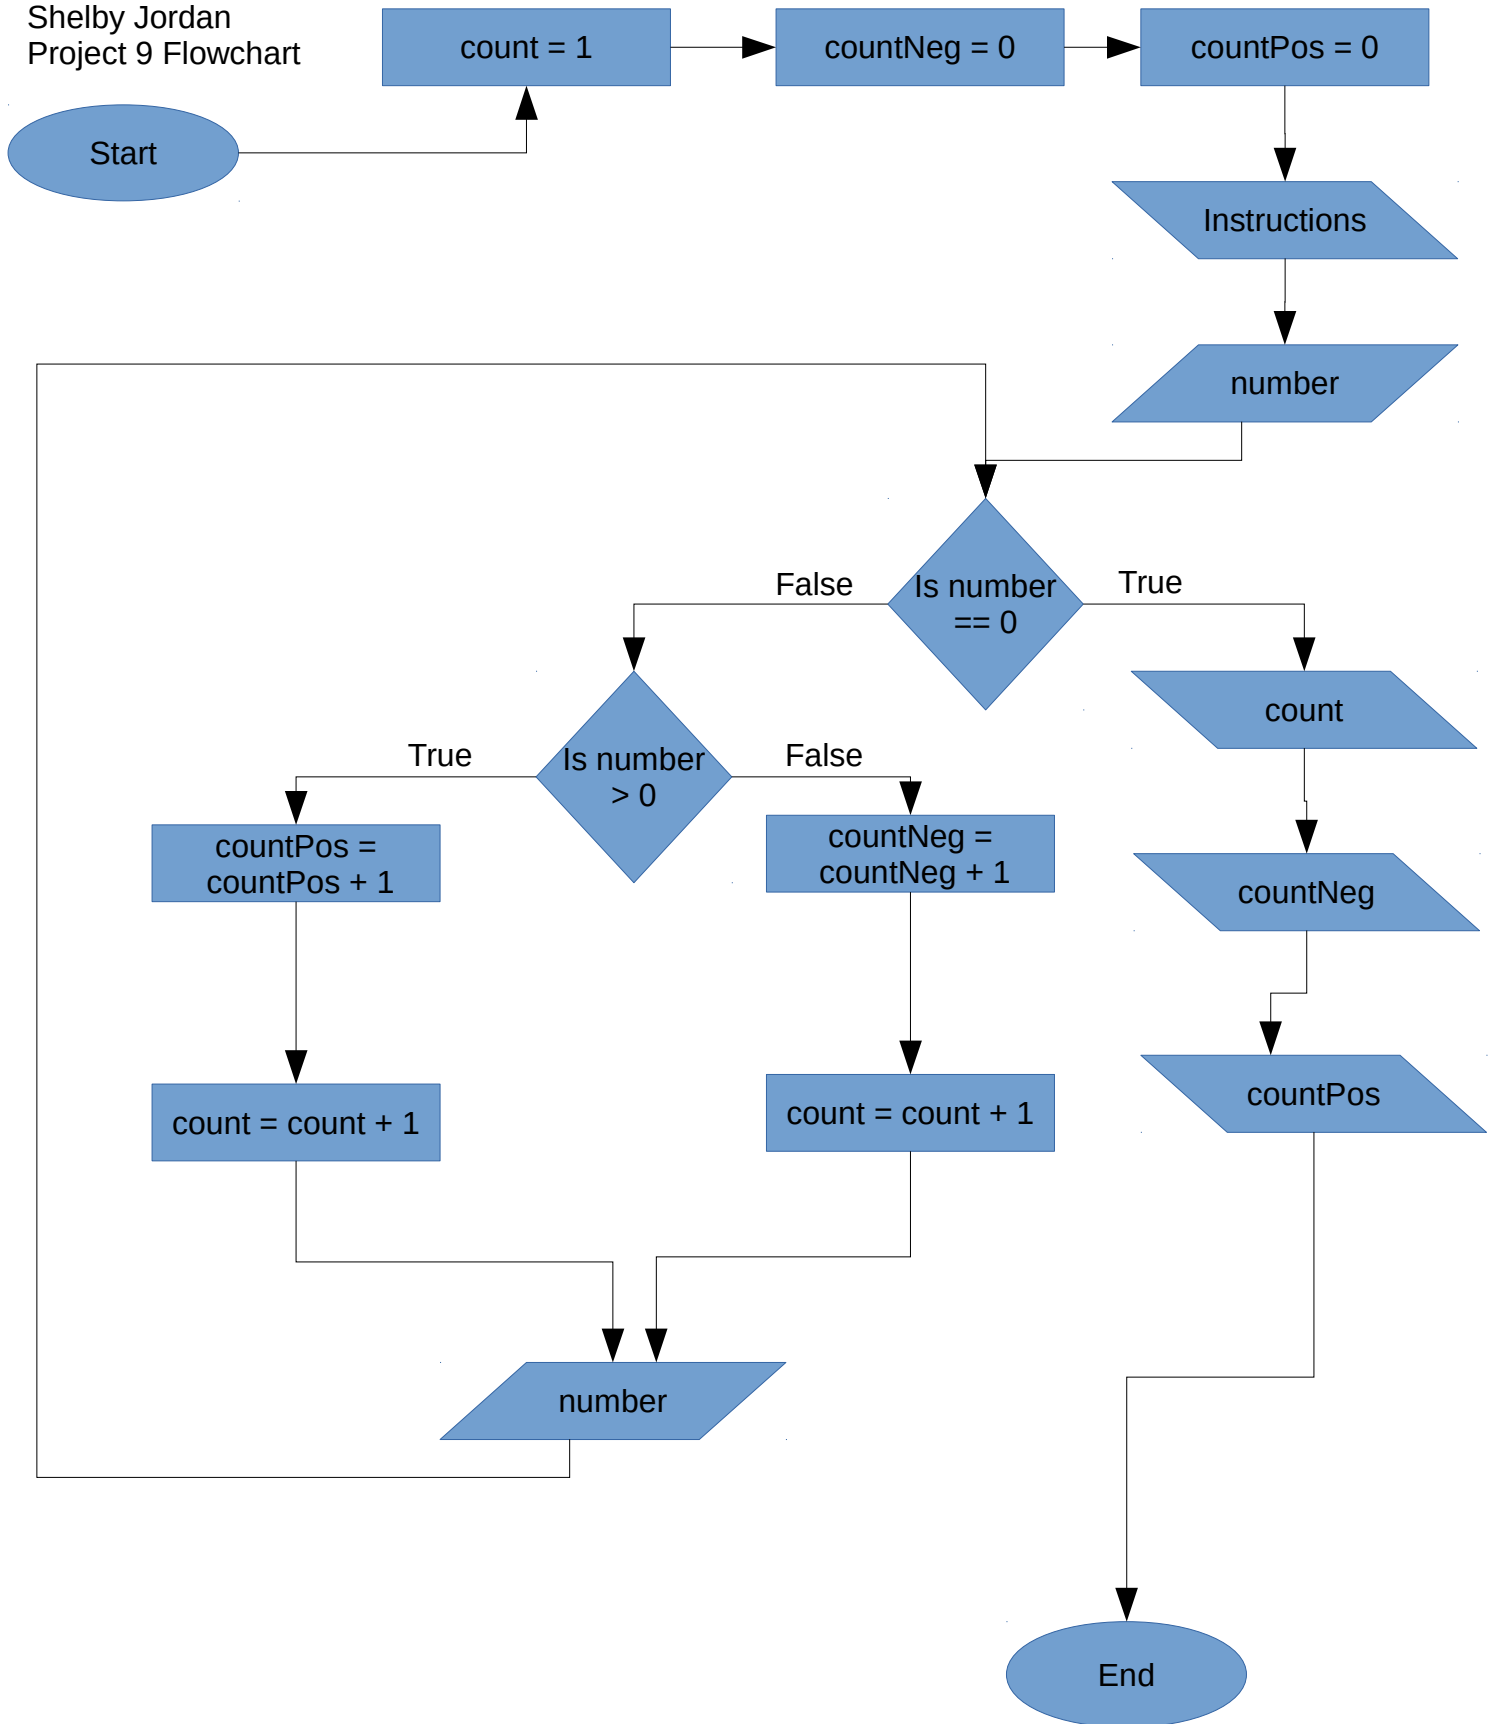 Shelby Jordan
Project 9 Flowchart
count = 1
countNeg = 0
countPos = 0
Start
Instructions
number
Is number
== 0
False
True
count
Is number
> 0
True
False
countPos =
countPos + 1
countNeg =
countNeg + 1
countNeg
count = count + 1
count = count + 1
countPos
number
End